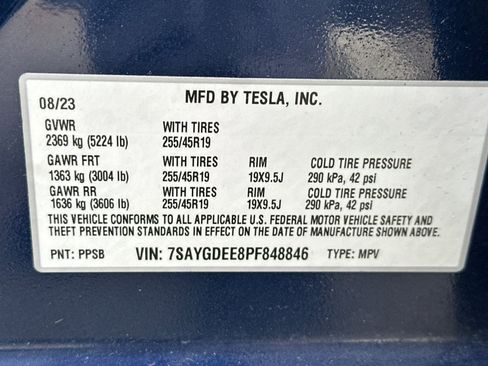 08/23 MFD BY TESLA, INC.
GVWR WITH TIRES
2369 kg (5224 lb) 255/45R19
GAWR FRT WITH TIRES RIM COLD TIRE PRESSURE
1363 kg (3004 lb) 255/45R19 19X9.5J 290 kPa, 42 psi
GAWR RR WITH TIRES RIM COLD TIRE PRESSURE
1636 kg (3606 lb) 255/45R19 19X9.5J 290 kPa, 42 psi
THIS VEHICLE CONFORMS TO ALL APPLICABLE U.S. FEDERAL MOTOR VEHICLE SAFETY AND
THEFT PREVENTION STANDARDS IN EFFECT ON THE DATE OF MANUFACTURE SHOWN ABOVE.
PNT: PPSB VIN: 7SAYGDEE8PF848846 TYPE: MPV